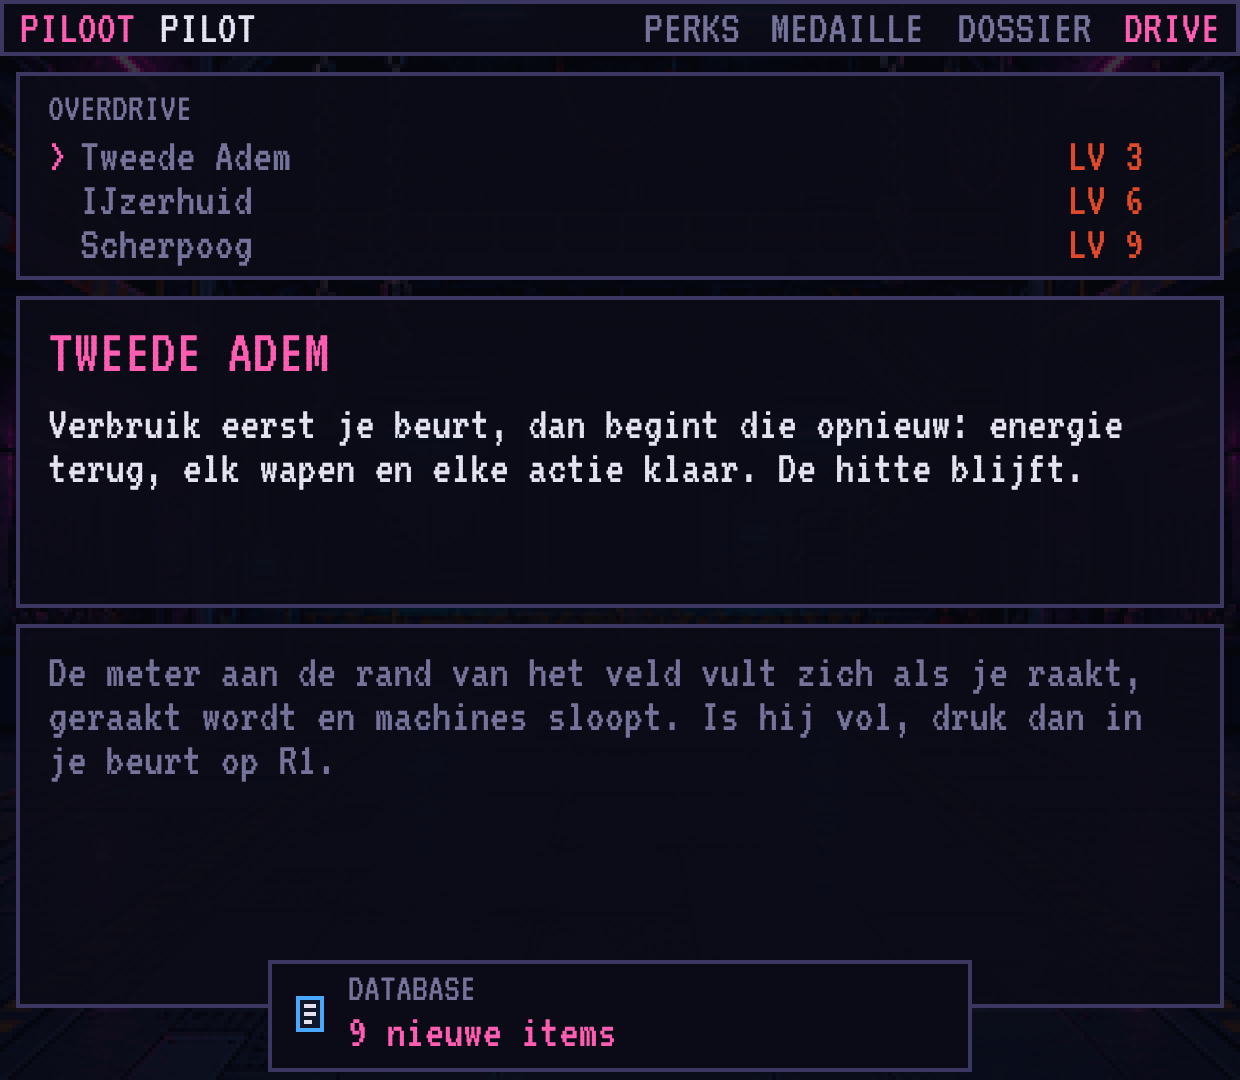 PILOOT PILOT PERKS MEDAILLE DOSSIER DRIVE
OVERDRIVE
Tweede Adem LV 3
IJzerhuid LV 6
Scherpoog LV 9
TWEEDE ADEM
Verbruik eerst je beurt, dan begint die opnieuw: energie
terug, elk wapen en elke actie klaar. De hitte blijft.
De meter aan de rand van het veld vult zich als je raakt,
geraakt wordt en machines sloopt. Is hij vol, druk dan in
je beurt op R1.
DATABASE
9 nieuwe items